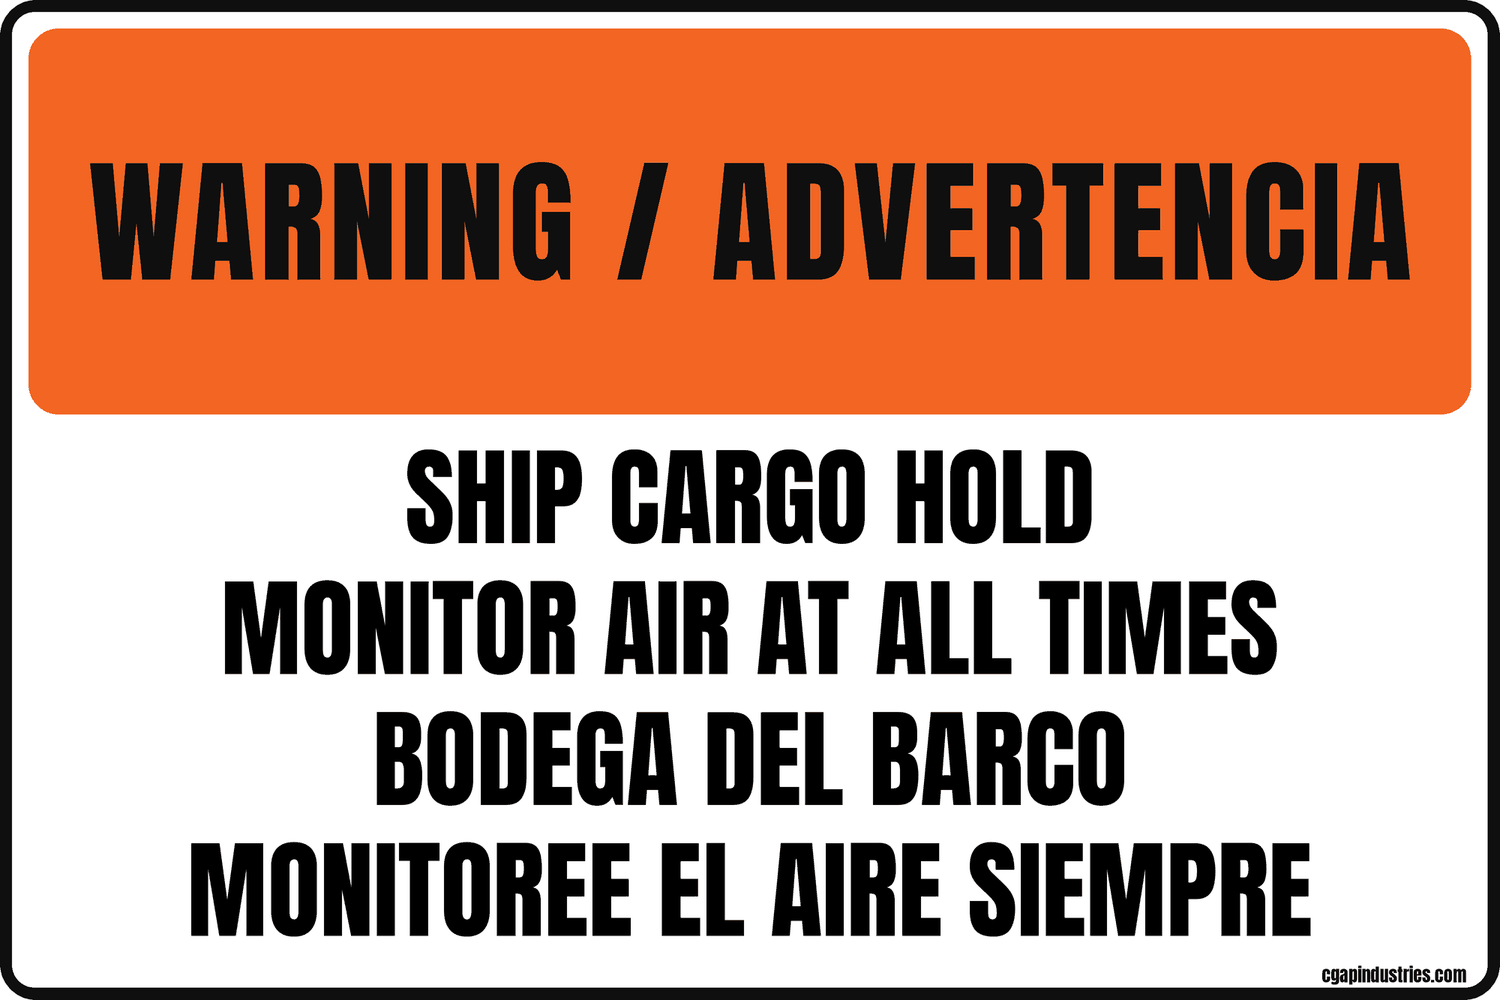 WARNING / ADVERTENCIA
SHIP CARGO HOLD
MONITOR AIR AT ALL TIMES
BODEGA DEL BARCO
MONITOREE EL AIRE SIEMPRE
cgapindustries.com